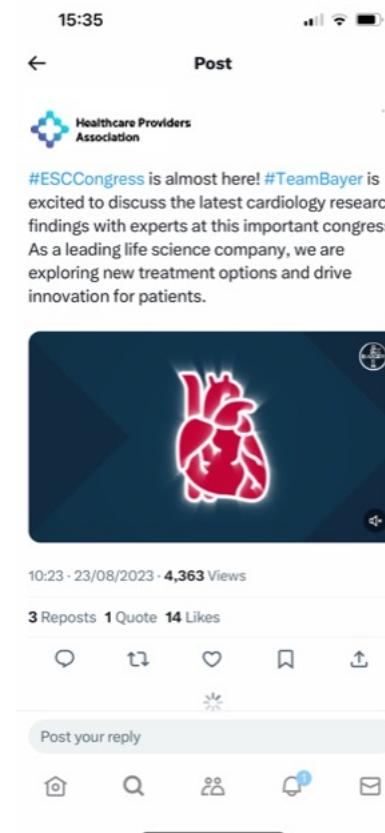 15:35
Post
Healthcare Providers
Association
#ESCCongress is almost here! #TeamBayer is
excited to discuss the latest cardiology researc
findings with experts at this important congres
As a leading life science company, we are
exploring new treatment options and drive
innovation for patients.
10:23 · 23/08/2023 · 4,363 Views
3 Reposts 1 Quote 14 Likes
Post your reply
1